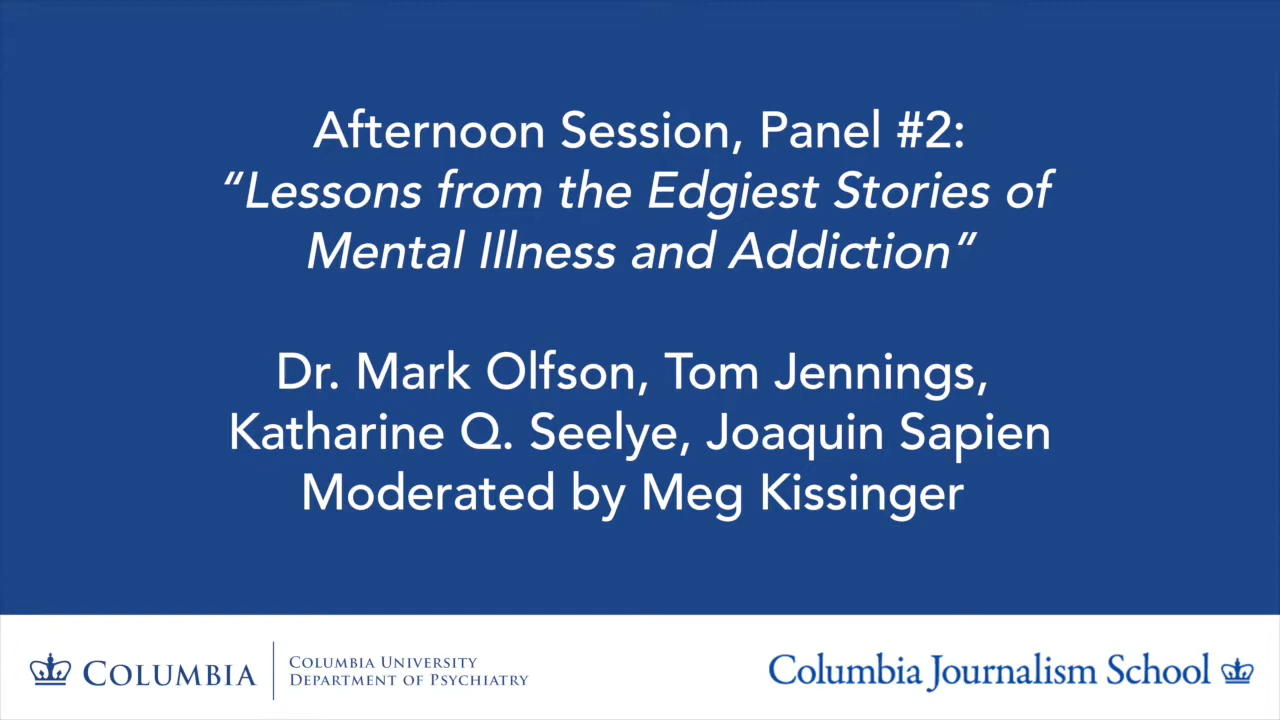 Afternoon Session, Panel #2:
“Lessons from the Edgiest Stories of
Mental Illness and Addiction”
Dr. Mark Olfson, Tom Jennings,
Katharine Q. Seelye, Joaquin Sapien
Moderated by Meg Kissinger
COLUMBIA
COLUMBIA UNIVERSITY
DEPARTMENT OF PSYCHIATRY
Columbia Journalism School